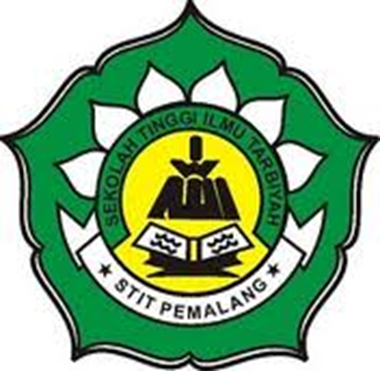 SEKOLAH TINGGI ILMU TARBIYAH
STIT PEMALANG